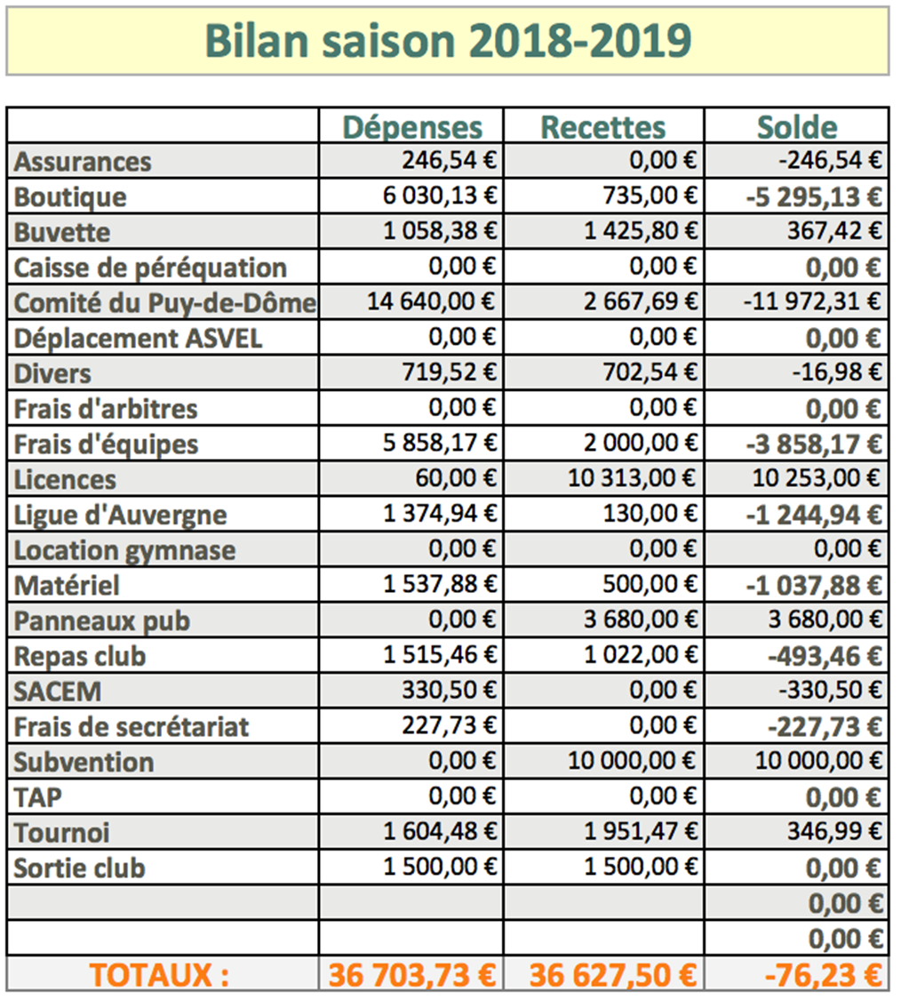 Bilan saison 2018-2019
Dépenses Recettes Solde
Assurances 246,54 € 0,00 € -246,54 €
Boutique 6 030,13 € 735,00 € -5 295,13 €
Buvette 1 058,38 € 1 425,80 € 367,42 €
Caisse de péréquation 0,00 € 0,00 € 0,00 €
Comité du Puy-de-Dôme 14 640,00 € 2 667,69 € -11 972,31 €
Déplacement ASVEL 0,00 € 0,00 € 0,00 €
Divers 719,52 € 702,54 € -16,98 €
Frais d'arbitres 0,00 € 0,00 € 0,00 €
Frais d'équipes 5 858,17 € 2 000,00 € -3 858,17 €
Licences 60,00 € 10 313,00 € 10 253,00 €
Ligue d'Auvergne 1 374,94 € 130,00 € -1 244,94 €
Location gymnase 0,00 € 0,00 € 0,00 €
Matériel 1 537,88 € 500,00 € -1 037,88 €
Panneaux pub 0,00 € 3 680,00 € 3 680,00 €
Repas club 1 515,46 € 1 022,00 € -493,46 €
SACEM 330,50 € 0,00 € -330,50 €
Frais de secrétariat 227,73 € 0,00 € -227,73 €
Subvention 0,00 € 10 000,00 € 10 000,00 €
TAP 0,00 € 0,00 € 0,00 €
Tournoi 1 604,48 € 1 951,47 € 346,99 €
Sortie club 1 500,00 € 1 500,00 € 0,00 €
0,00 €
0,00 €
TOTAUX : 36 703,73 € 36 627,50 € -76,23 €